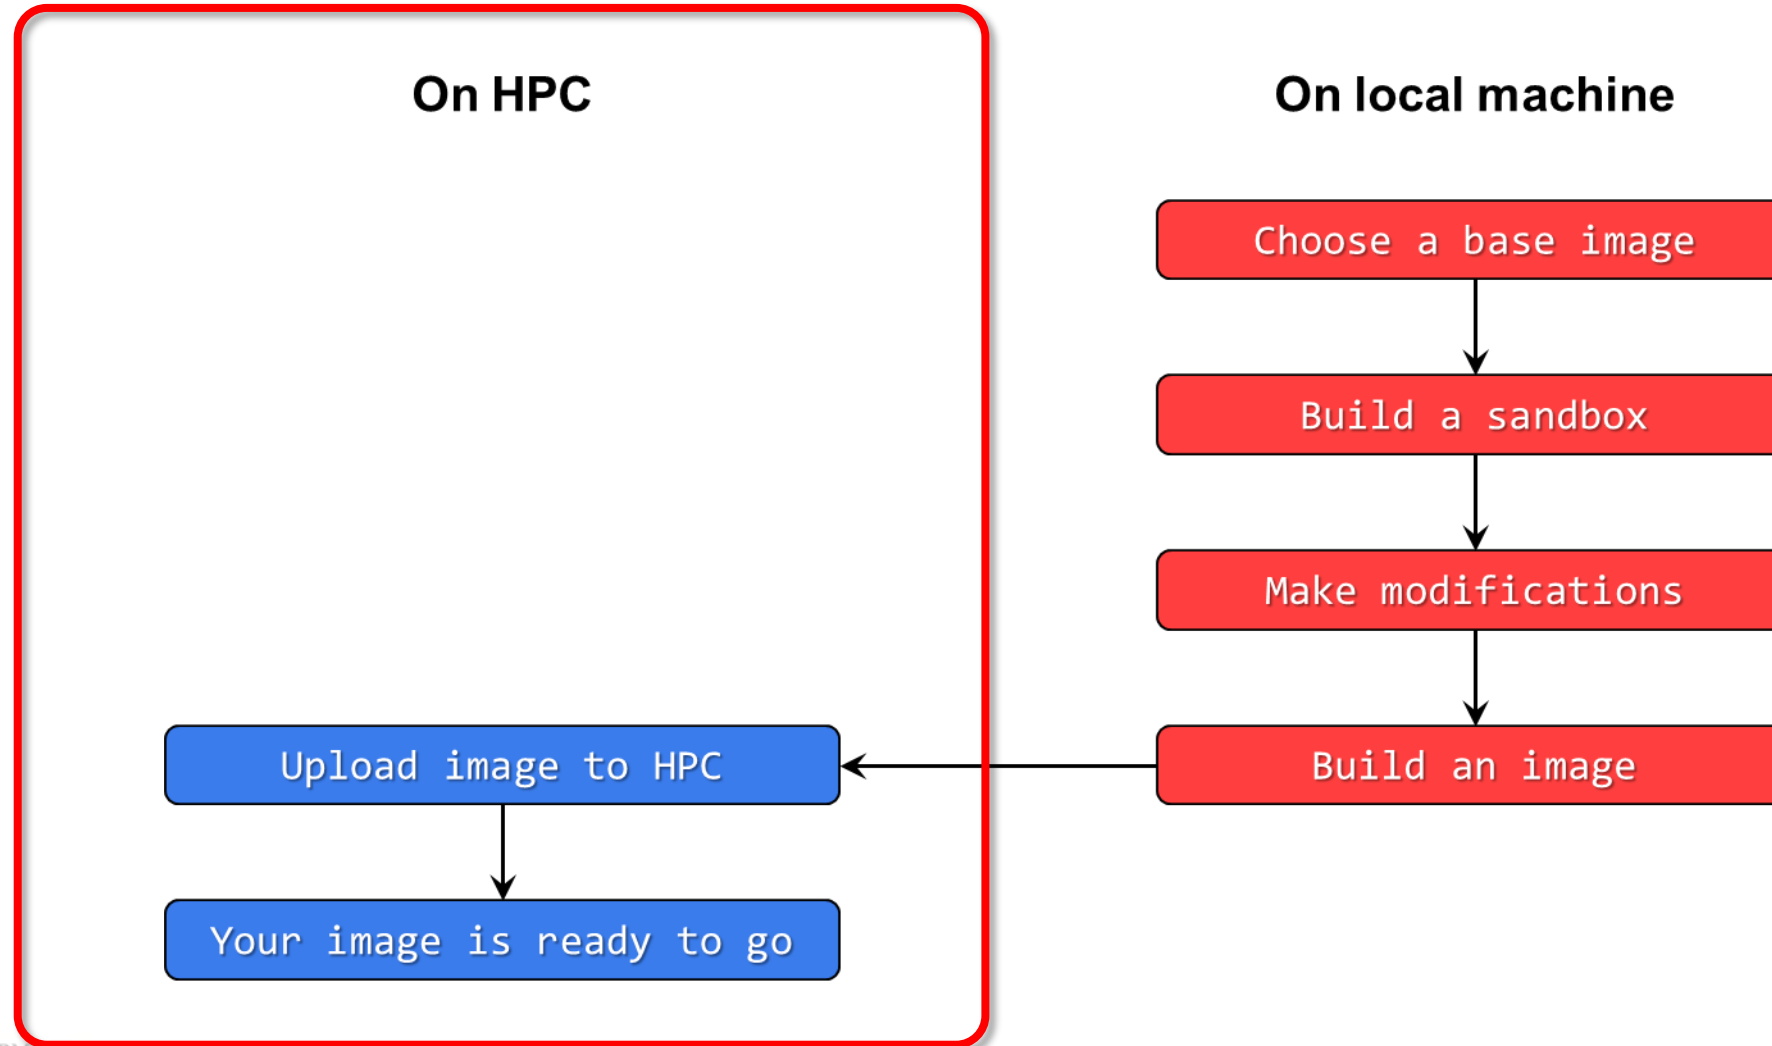 On HPC
On local machine
Choose a base image
Build a sandbox
Make modifications
Build an image
Upload image to HPC
Your image is ready to go